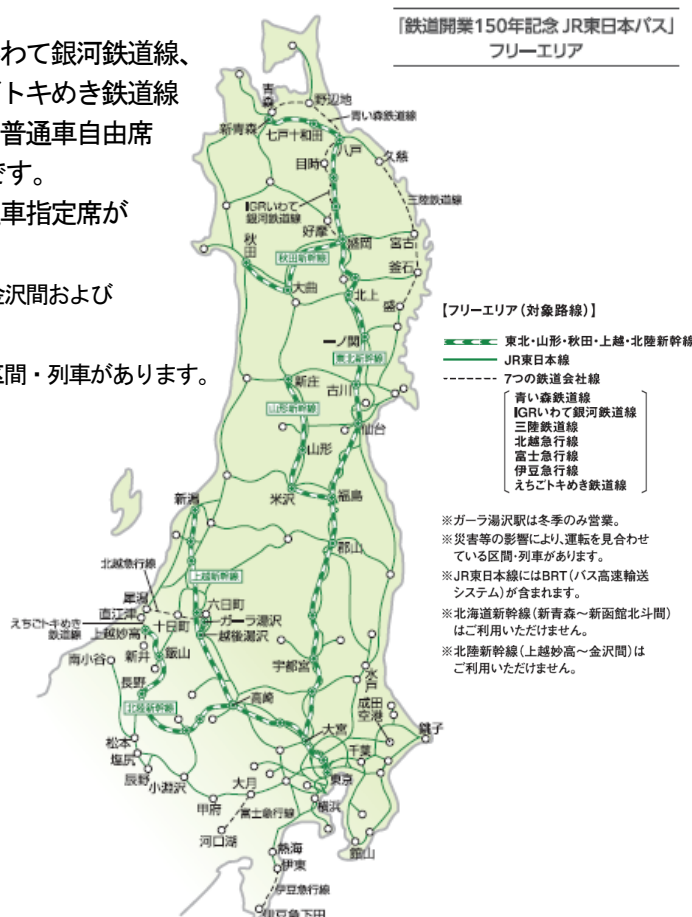 「鉄道開業150年記念 JR東日本パス」
フリーエリア
わて銀河鉄道線、
トキめき鉄道線
普通車自由席
です。
車指定席が
金沢間および
区間・列車があります。
青森
野辺地
青い森鉄道線
新青森
七戸十和田
八戸
目時
久慈
三陸鉄道線
IGRいわて
銀河鉄道線
好摩
盛岡
宮古
秋田
秋田新幹線
釜石
大曲
北上
盛
一ノ関
東北新幹線
新庄
古川
山形新幹線
仙台
山形
米沢
福島
新潟
郡山
北越急行線
上越新幹線
犀潟
六日町
直江津
十日町
ガーラ湯沢
えちごトキめき
鉄道線
上越妙高
越後湯沢
新井
飯山
南小谷
宇都宮
水戸
長野
高崎
成田
空港
北陸新幹線
大宮
銚子
松本
千葉
塩尻
辰野
大月
東京
小淵沢
甲府
富士急行線
横浜
河口湖
熱海
館山
伊東
伊豆急行線
伊豆急下田
【フリーエリア(対象路線)】
東北・山形・秋田・上越・北陸新幹線
JR東日本線
7つの鉄道会社線
青い森鉄道線
IGRいわて銀河鉄道線
三陸鉄道線
北越急行線
富士急行線
伊豆急行線
えちごトキめき鉄道線
※ガーラ湯沢駅は冬季のみ営業。
※災害等の影響により、運転を見合わせ
ている区間・列車があります。
※JR東日本線にはBRT(バス高速輸送
システム)が含まれます。
※北海道新幹線(新青森~新函館北斗間)
はご利用いただけません。
※北陸新幹線(上越妙高~金沢間)は
ご利用いただけません。